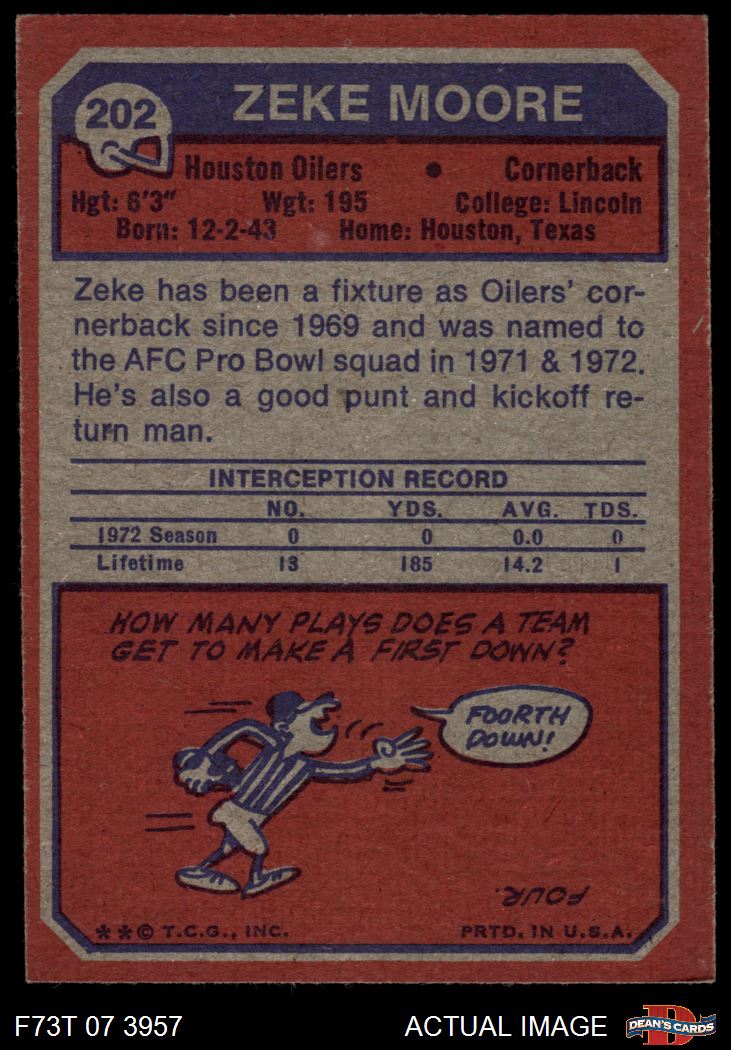 202
ZEKE MOORE
Houston Oilers • Cornerback
Hgt: 6'3" Wgt: 195 College: Lincoln
Born: 12-2-43 Home: Houston, Texas
Zeke has been a fixture as Oilers' cor-
nerback since 1969 and was named to
the AFC Pro Bowl squad in 1971 & 1972.
He's also a good punt and kickoff re-
turn man.
INTERCEPTION RECORD
NO. YDS. AVG. TDS.
1972 Season 0 0 0.0 0
Lifetime 13 185 14.2 1
HOW MANY PLAYS DOES A TEAM
GET TO MAKE A FIRST DOWN?
FOORTH
DOWN!
FOUR.
**© T.C.G., INC. PRTD. IN U.S.A.
F73T 07 3957 ACTUAL IMAGE
D
DEAN'S CARDS